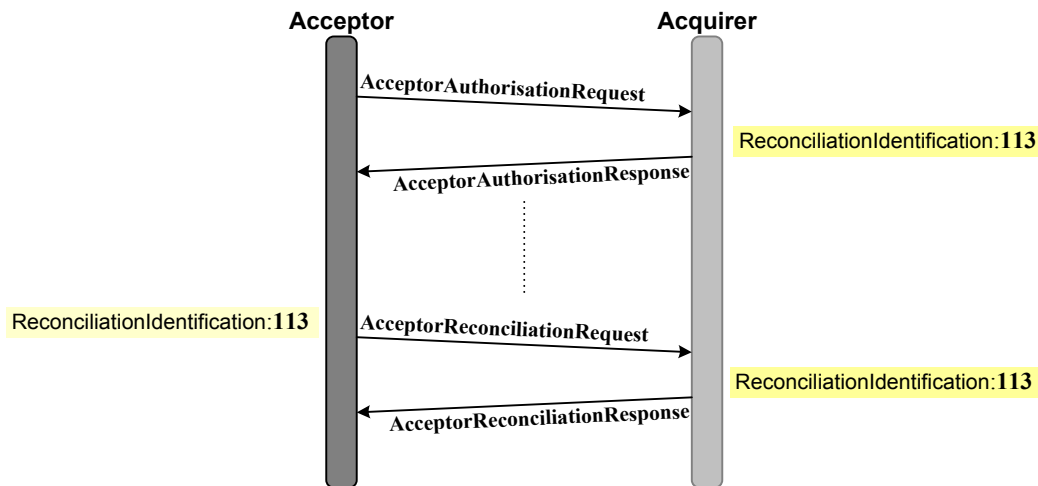 Acceptor
Acquirer
AcceptorAuthorisationRequest
ReconciliationIdentification:113
AcceptorAuthorisationResponse
ReconciliationIdentification:113
AcceptorReconciliationRequest
ReconciliationIdentification:113
AcceptorReconciliationResponse